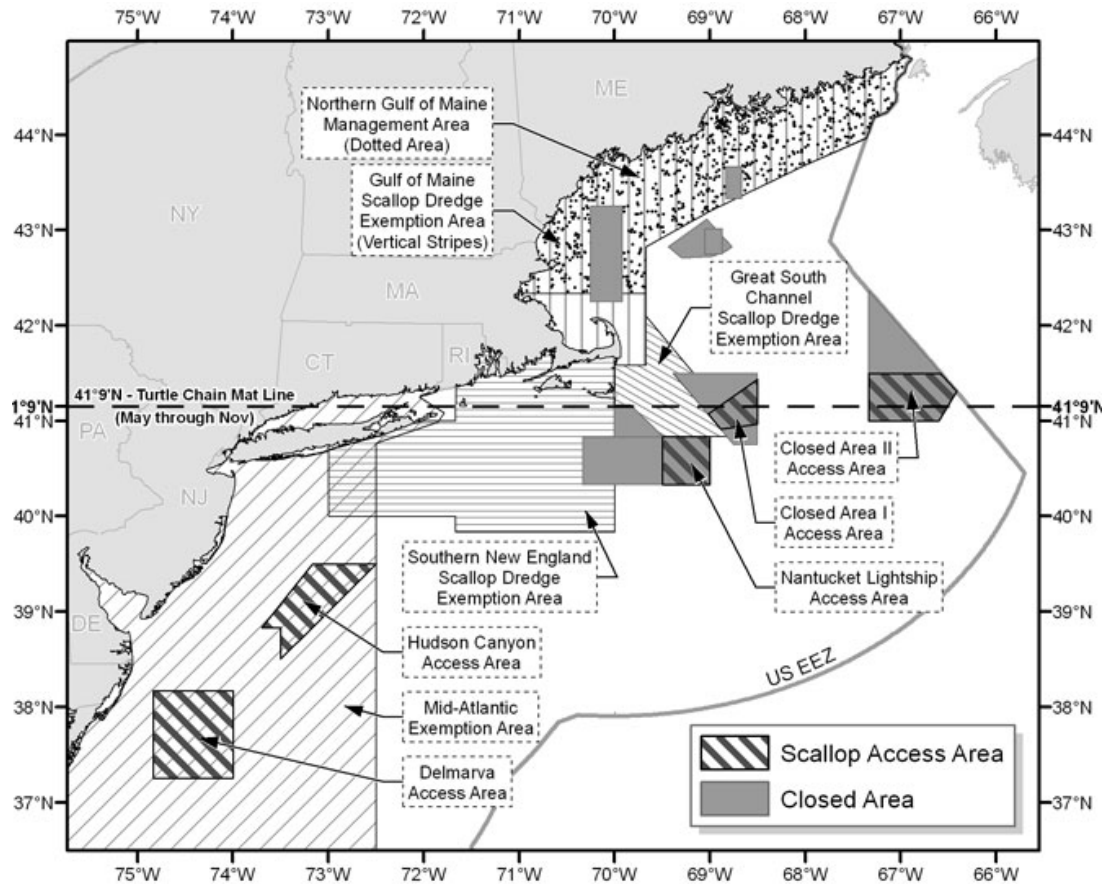 75°W 74°W 73°W 72°W 71°W 70°W 69°W 68°W 67°W 66°W
ME
Northern Gulf of Maine
Management Area
(Dotted Area)
44°N
44°N
Gulf of Maine
Scallop Dredge
Exemption Area
(Vertical Stripes)
NY
43°N
43°N
Great South
Channel
Scallop Dredge
Exemption Area
MA
42°N
42°N
CT
RI
41°9'N - Turtle Chain Mat Line
(May through Nov)
1°9'N
41°9'N
41°N
41°N
PA
Closed Area II
Access Area
NJ
Closed Area I
Access Area
40°N
40°N
Southern New England
Scallop Dredge
Exemption Area
Nantucket Lightship
Access Area
39°N
39°N
DE
Hudson Canyon
Access Area
US EEZ
38°N
38°N
Mid-Atlantic
Exemption Area
Scallop Access Area
Delmarva
Access Area
Closed Area
37°N
37°N
75°W 74°W 73°W 72°W 71°W 70°W 69°W 68°W 67°W 66°W